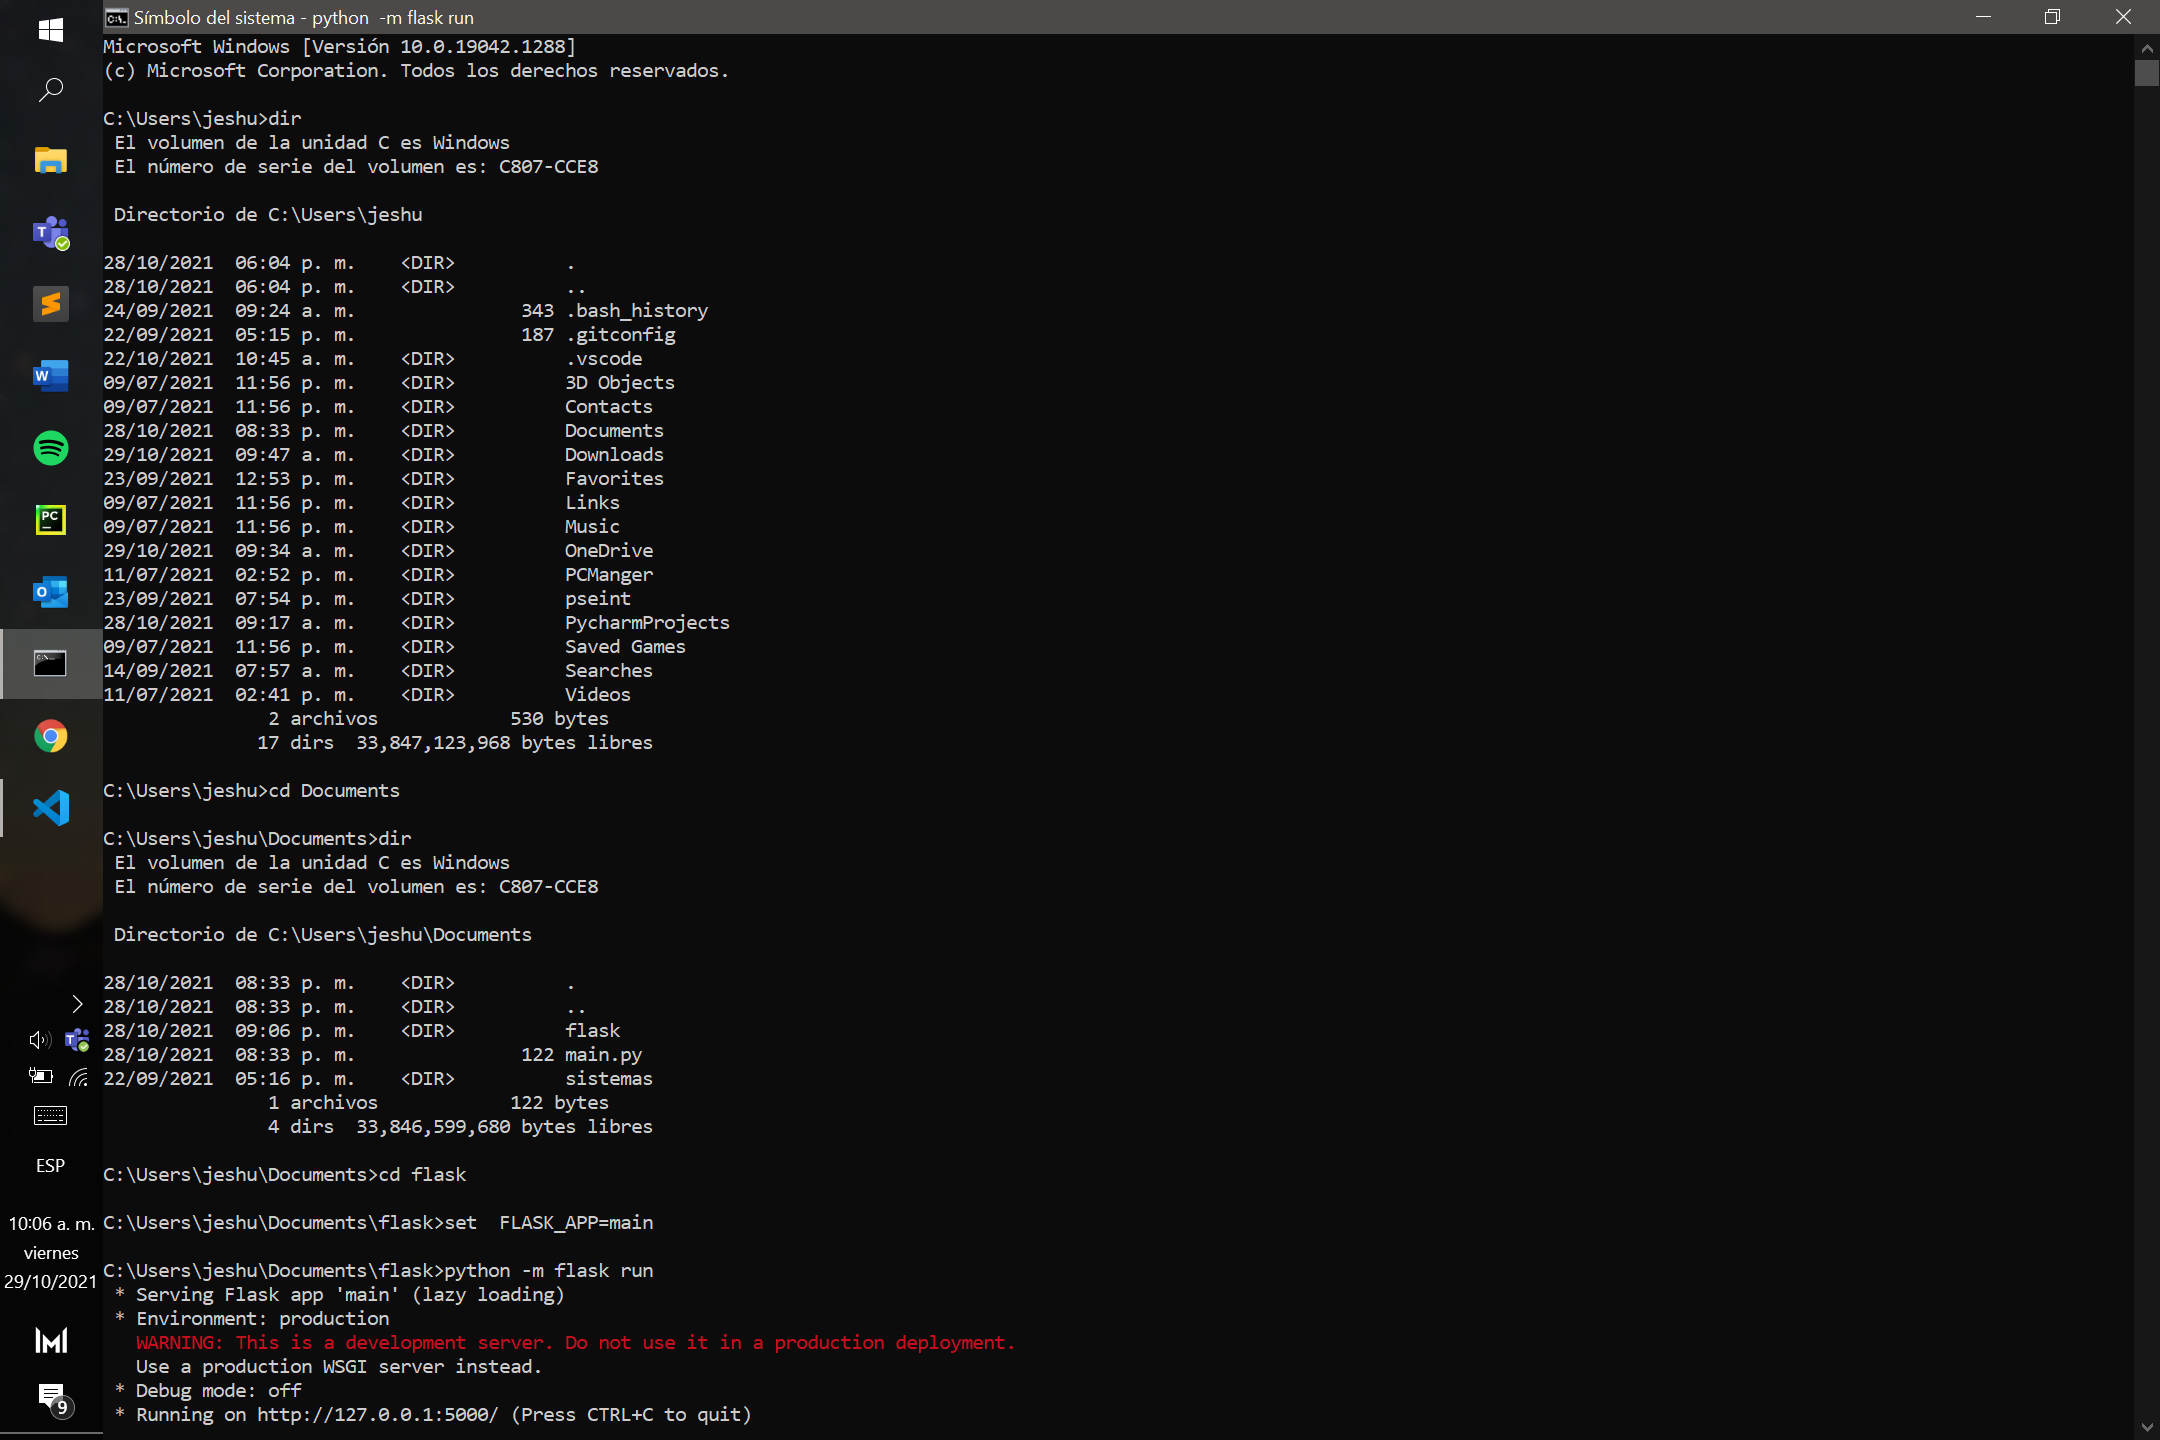 Símbolo del sistema - python  -m flask run
Microsoft Windows [Versión 10.0.19042.1288]
(c) Microsoft Corporation. Todos los derechos reservados.
C:\Users\jeshu>dir
El volumen de la unidad C es Windows
El número de serie del volumen es: C807-CCE8
Directorio de C:\Users\jeshu
28/10/2021  06:04 p. m.    <DIR>          .
28/10/2021  06:04 p. m.    <DIR>          ..
24/09/2021  09:24 a. m.               343 .bash_history
22/09/2021  05:15 p. m.               187 .gitconfig
22/10/2021  10:45 a. m.    <DIR>          .vscode
09/07/2021  11:56 p. m.    <DIR>          3D Objects
09/07/2021  11:56 p. m.    <DIR>          Contacts
28/10/2021  08:33 p. m.    <DIR>          Documents
29/10/2021  09:47 a. m.    <DIR>          Downloads
23/09/2021  12:53 p. m.    <DIR>          Favorites
09/07/2021  11:56 p. m.    <DIR>          Links
09/07/2021  11:56 p. m.    <DIR>          Music
29/10/2021  09:34 a. m.    <DIR>          OneDrive
11/07/2021  02:52 p. m.    <DIR>          PCManger
23/09/2021  07:54 p. m.    <DIR>          pseint
28/10/2021  09:17 a. m.    <DIR>          PycharmProjects
09/07/2021  11:56 p. m.    <DIR>          Saved Games
14/09/2021  07:57 a. m.    <DIR>          Searches
11/07/2021  02:41 p. m.    <DIR>          Videos
2 archivos            530 bytes
17 dirs  33,847,123,968 bytes libres
C:\Users\jeshu>cd Documents
C:\Users\jeshu\Documents>dir
El volumen de la unidad C es Windows
El número de serie del volumen es: C807-CCE8
Directorio de C:\Users\jeshu\Documents
28/10/2021  08:33 p. m.    <DIR>          .
28/10/2021  08:33 p. m.    <DIR>          ..
28/10/2021  09:06 p. m.    <DIR>          flask
28/10/2021  08:33 p. m.               122 main.py
22/09/2021  05:16 p. m.    <DIR>          sistemas
1 archivos            122 bytes
4 dirs  33,846,599,680 bytes libres
C:\Users\jeshu\Documents>cd flask
C:\Users\jeshu\Documents\flask>set  FLASK_APP=main
C:\Users\jeshu\Documents\flask>python -m flask run
* Serving Flask app 'main' (lazy loading)
* Environment: production
WARNING: This is a development server. Do not use it in a production deployment.
Use a production WSGI server instead.
* Debug mode: off
* Running on http://127.0.0.1:5000/ (Press CTRL+C to quit)
ESP
10:06 a. m.
viernes
29/10/2021
9